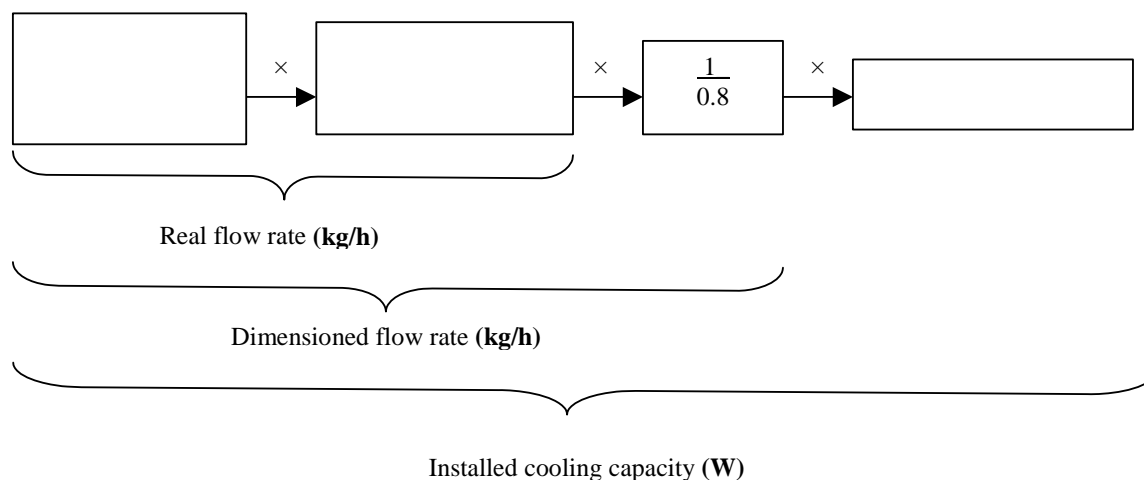 × × 1 ×
0.8
Real flow rate (kg/h)
Dimensioned flow rate (kg/h)
Installed cooling capacity (W)